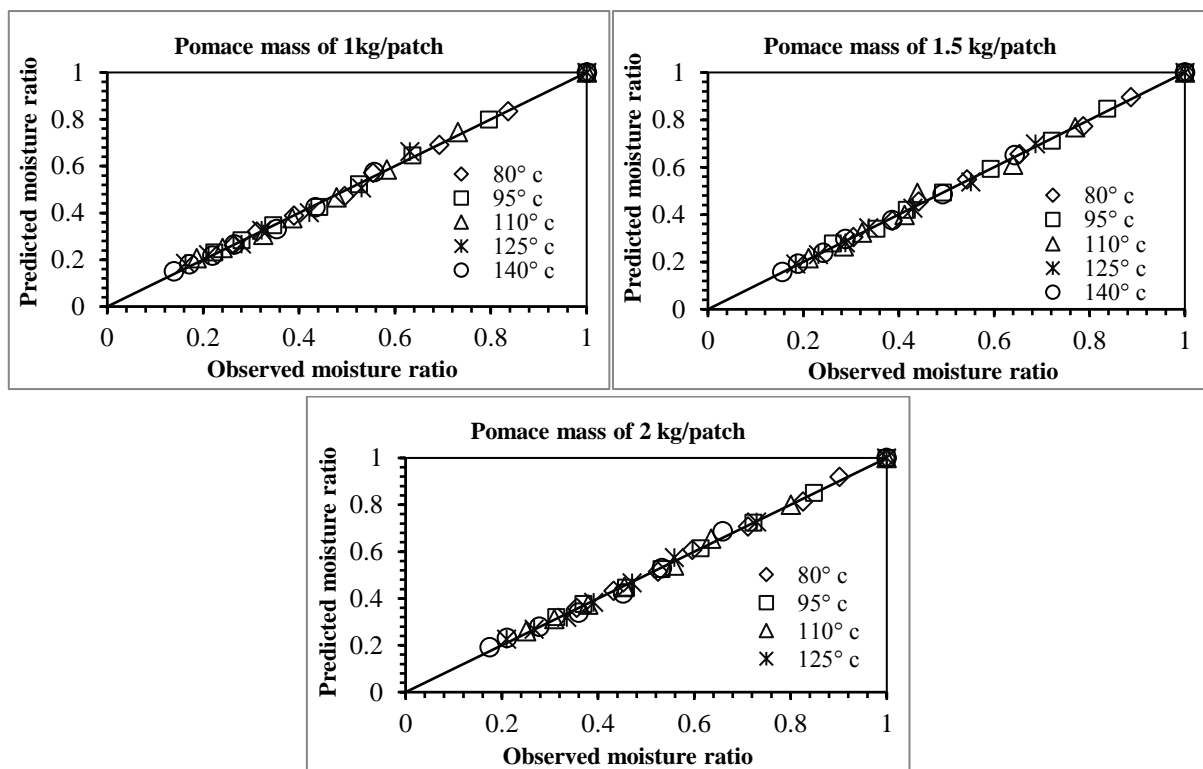 Pomace mass of 1kg/patch
Predicted moisture ratio
1
0.8
0.6
0.4
0.2
0
80° c
95° c
110° c
125° c
140° c
0 0.2 0.4 0.6 0.8 1
Observed moisture ratio
Pomace mass of 1.5 kg/patch
Predicted moisture ratio
1
0.8
0.6
0.4
0.2
0
80° c
95° c
110° c
125° c
140° c
0 0.2 0.4 0.6 0.8 1
Observed moisture ratio
Pomace mass of 2 kg/patch
Predicted moisture ratio
1
0.8
0.6
0.4
0.2
0
80° c
95° c
110° c
125° c
0 0.2 0.4 0.6 0.8 1
Observed moisture ratio